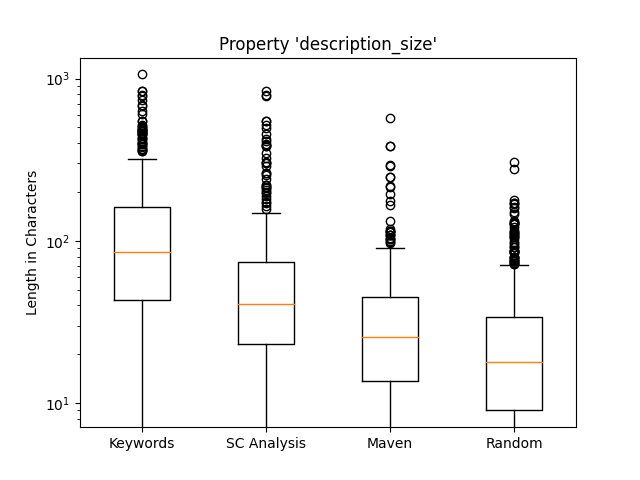 Property 'description_size'
Length in Characters
10³
10²
10¹
Keywords SC Analysis Maven Random